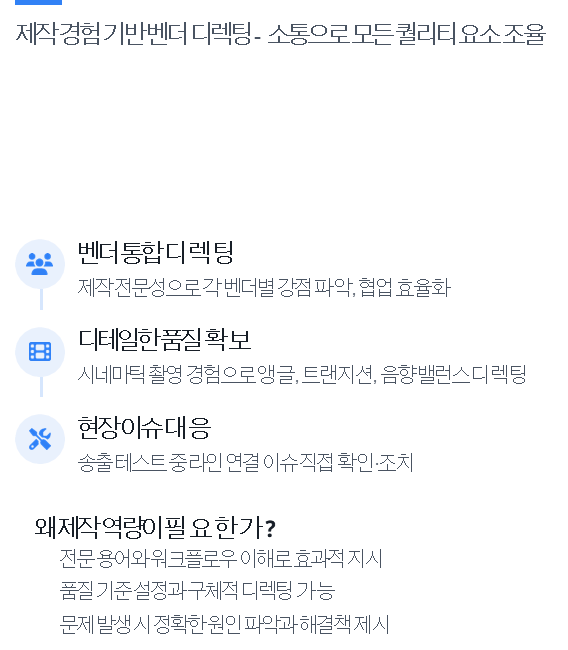 제작 경험 기반 벤더 디렉팅 - 소통으로 모든 퀄리티 요소 조율
벤더 통합 디렉팅
제작 전문성으로 각 벤더별 강점 파악, 협업 효율화
디테일한 품질 확보
시네마틱 촬영 경험으로 앵글, 트랜지션, 음향 밸런스 디렉팅
현장 이슈 대응
송출 테스트 중 라인 연결 이슈 직접 확인·조치
왜 제작 역량이 필요한가?
전문 용어와 워크플로우 이해로 효과적 지시
품질 기준 설정과 구체적 디렉팅 가능
문제 발생 시 정확한 원인 파악과 해결책 제시